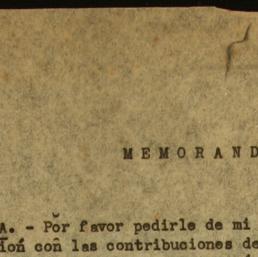 MEMORAND
A. - Por favor pedirle de mi
ión con las contribuciones de